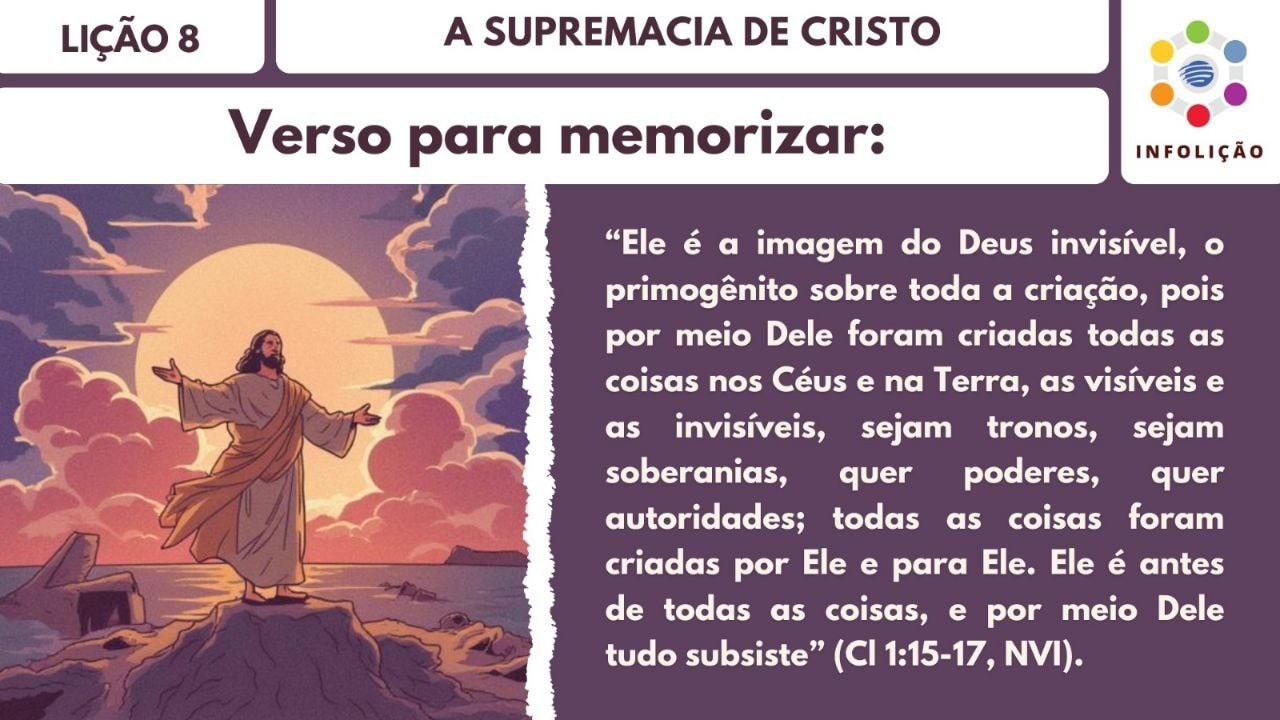 LIÇÃO 8
A SUPREMACIA DE CRISTO
INFOLIÇÃO
Verso para memorizar:
“Ele é a imagem do Deus invisível, o
primogênito sobre toda a criação, pois
por meio Dele foram criadas todas as
coisas nos Céus e na Terra, as visíveis e
as invisíveis, sejam tronos, sejam
soberanias, quer poderes, quer
autoridades; todas as coisas foram
criadas por Ele e para Ele. Ele é antes
de todas as coisas, e por meio Dele
tudo subsiste” (Cl 1:15-17, NVI).